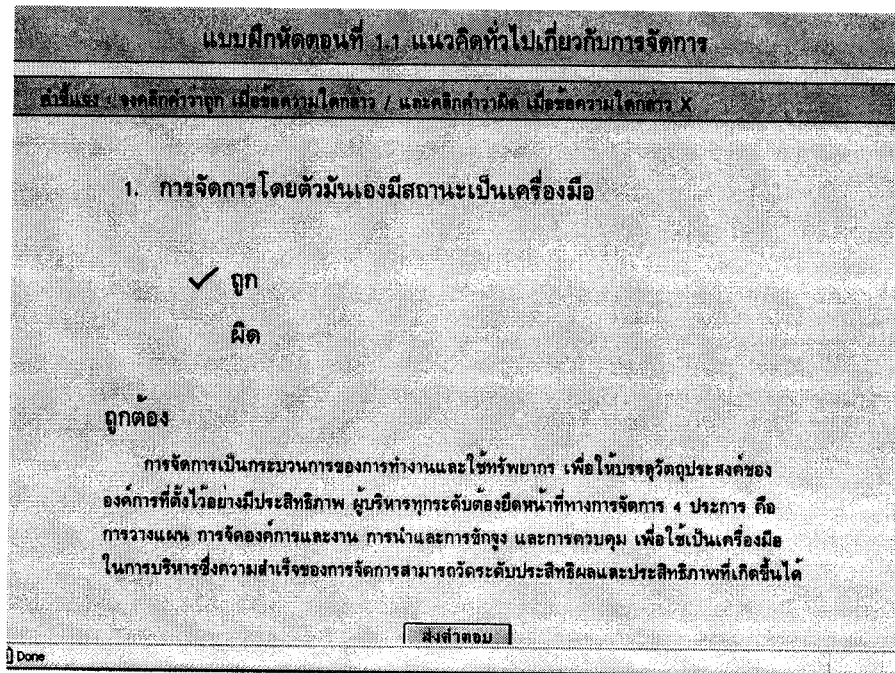 แบบฝึกหัดตอนที่ 1.1 แนวคิดทั่วไปเกี่ยวกับการจัดการ
คำชี้แจง : จงคลิกคำว่าถูก เมื่อข้อความใดกล่าว / และคลิกคำว่าผิด เมื่อข้อความใดกล่าว X
1. การจัดการโดยตัวมันเองมีสถานะเป็นเครื่องมือ
✓ ถูก
ผิด
ถูกต้อง
การจัดการเป็นกระบวนการของการทำงานและใช้ทรัพยากร เพื่อให้บรรลุวัตถุประสงค์ของ
องค์การที่ตั้งไว้อย่างมีประสิทธิภาพ ผู้บริหารทุกระดับต้องยึดหน้าที่ทางการจัดการ 4 ประการ คือ
การวางแผน การจัดองค์การและงาน การนำและการชักจูง และการควบคุม เพื่อใช้เป็นเครื่องมือ
ในการบริหารซึ่งความสำเร็จของการจัดการสามารถวัดระดับประสิทธิผลและประสิทธิภาพที่เกิดขึ้นได้
ส่งคำตอบ
Done